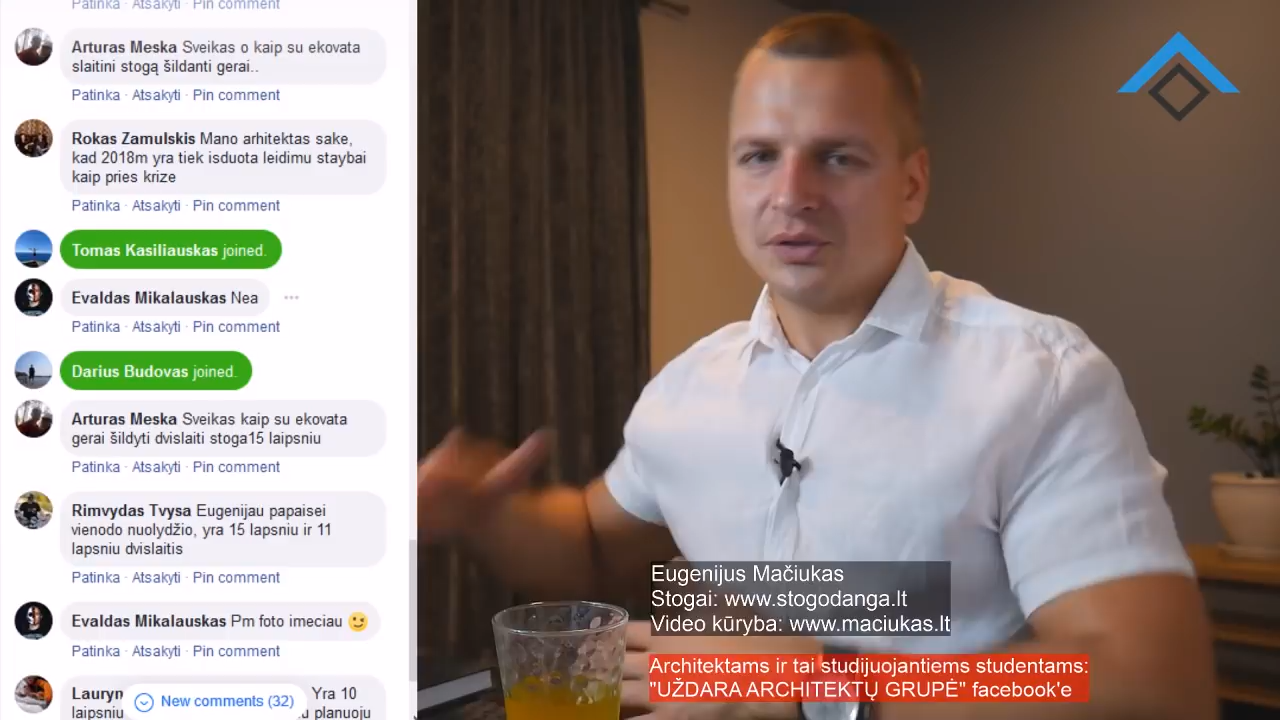 Patinka · Atsakyti · Pin comment
Arturas Meska Sveikas o kaip su ekovata
slaitini stogą šildanti gerai..
Patinka · Atsakyti · Pin comment
Rokas Zamulskis Mano arhitektas sake,
kad 2018m yra tiek isduota leidimu staybai
kaip pries krize
Patinka · Atsakyti · Pin comment
Tomas Kasiliauskas joined.
Evaldas Mikalauskas Nea
Patinka · Atsakyti · Pin comment
Darius Budovas joined.
Arturas Meska Sveikas kaip su ekovata
gerai šildyti dvislaiti stoga15 laipsniu
Patinka · Atsakyti · Pin comment
Rimvydas Tvysa Eugenijau papaisei
vienodo nuolydžio, yra 15 lapsniu ir 11
lapsniu dvislaitis
Patinka · Atsakyti · Pin comment
Evaldas Mikalauskas Pm foto imeciau 😉
Patinka · Atsakyti · Pin comment
Yra 10
laipsniu planuoju
New comments (32)
Eugenijus Mačiukas
Stogai: www.stogodanga.lt
Video kūryba: www.maciukas.lt
Architektams ir tai studijuojantiems studentams:
"UŽDARA ARCHITEKTŲ GRUPĖ" facebook'e